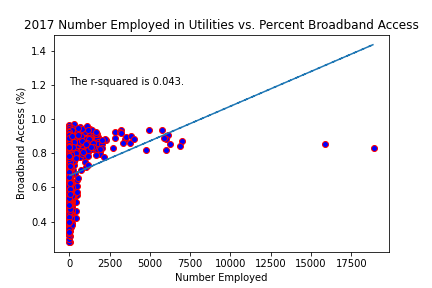 2017 Number Employed in Utilities vs. Percent Broadband Access
1.4
The r-squared is 0.043.
1.2
1.0
0.8
0.6
0.4
Broadband Access (%)
0 2500 5000 7500 10000 12500 15000 17500
Number Employed